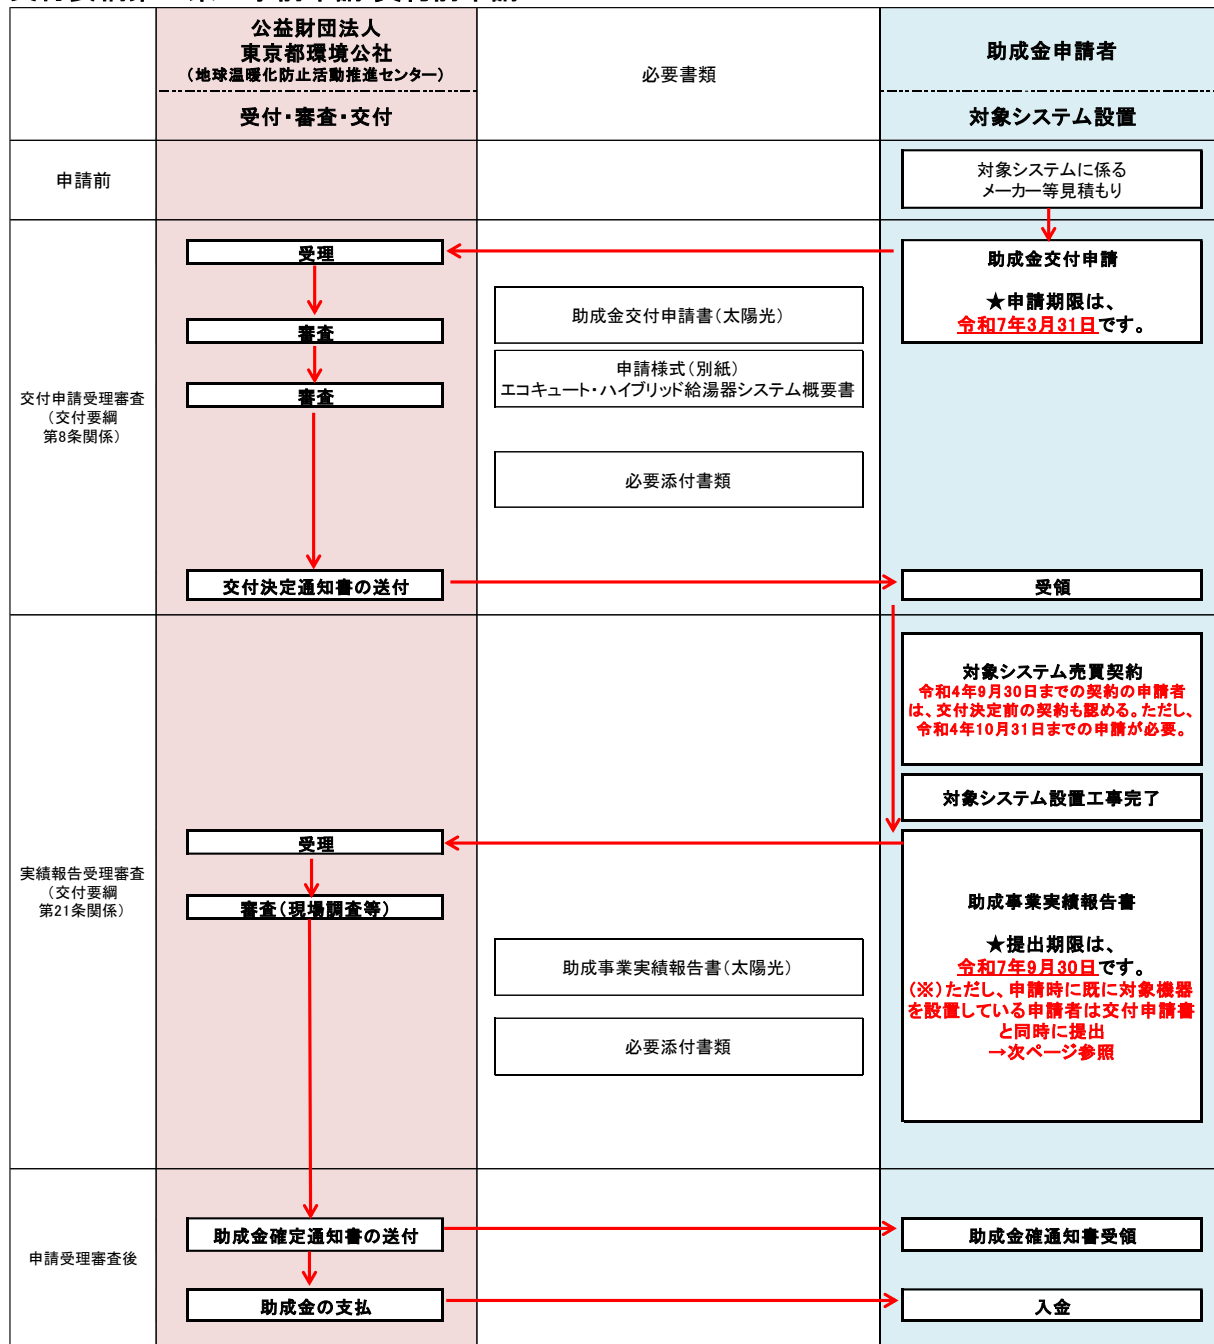 公益財団法人
東京都環境公社
（地球温暖化防止活動推進センター）
受付・審査・交付
必要書類
助成金申請者
対象システム設置
申請前
対象システムに係る
メーカー等見積もり
交付申請受理審査
（交付要綱
第8条関係）
受理
審査
審査
交付決定通知書の送付
助成金交付申請書（太陽光）
申請様式（別紙）
エコキュート・ハイブリッド給湯器システム概要書
必要添付書類
助成金交付申請
★申請期限は、
令和7年3月31日です。
受領
実績報告受理審査
（交付要綱
第21条関係）
受理
審査（現場調査等）
助成事業実績報告書（太陽光）
必要添付書類
対象システム売買契約
令和4年9月30日までの契約の申請者
は、交付決定前の契約も認める。ただし、
令和4年10月31日までの申請が必要。
対象システム設置工事完了
助成事業実績報告書
★提出期限は、
令和7年9月30日です。
（※）ただし、申請時に既に対象機器
を設置している申請者は交付申請書
と同時に提出
→次ページ参照
申請受理審査後
助成金確定通知書の送付
助成金の支払
助成金確通知書受領
入金